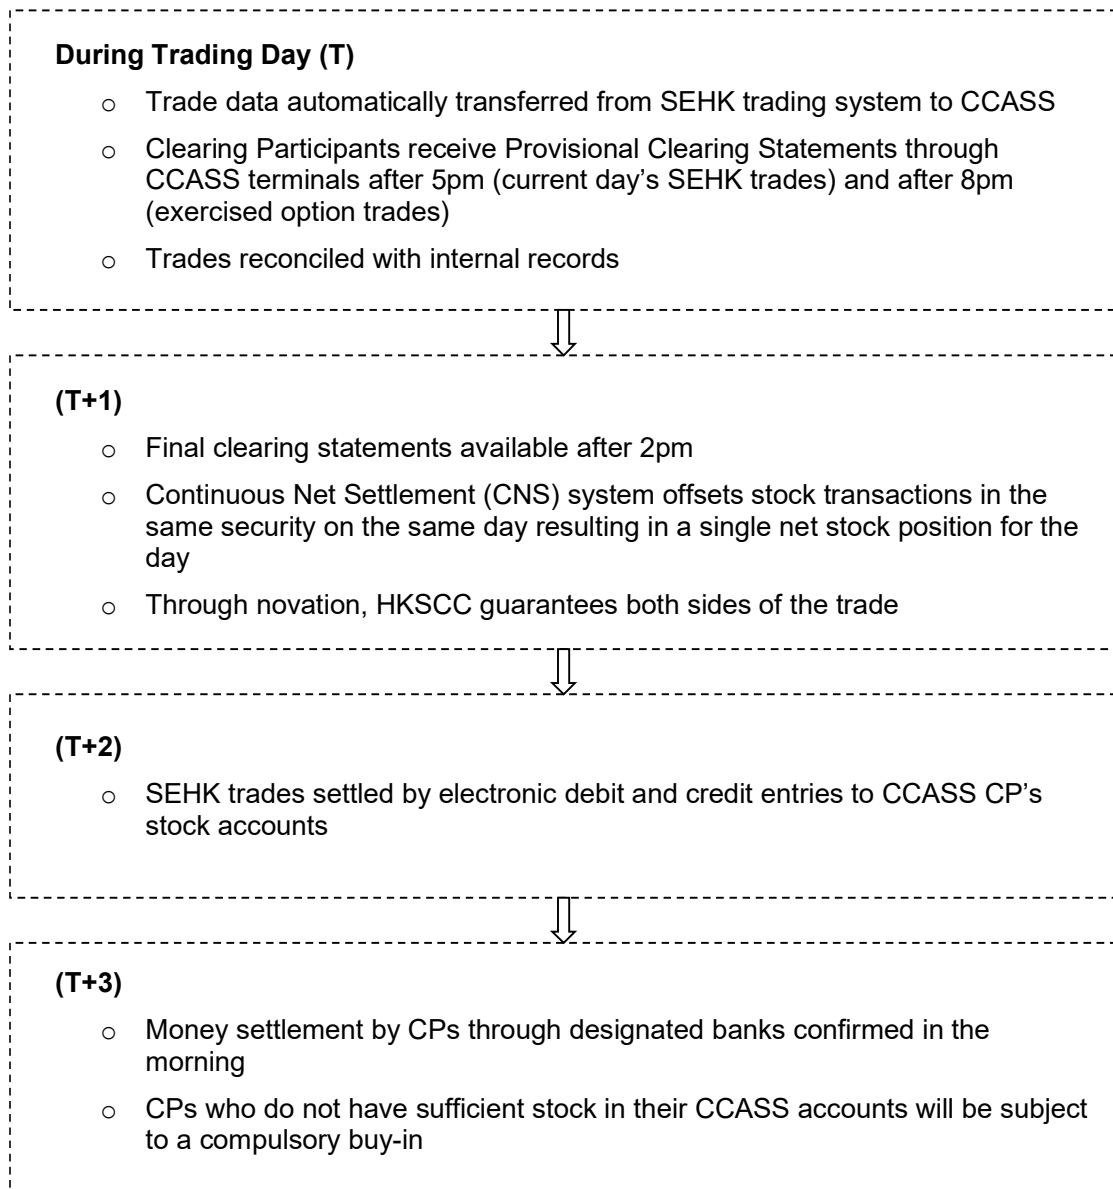 During Trading Day (T)
o Trade data automatically transferred from SEHK trading system to CCASS
o Clearing Participants receive Provisional Clearing Statements through
CCASS terminals after 5pm (current day's SEHK trades) and after 8pm
(exercised option trades)
o Trades reconciled with internal records
(T+1)
o Final clearing statements available after 2pm
o Continuous Net Settlement (CNS) system offsets stock transactions in the
same security on the same day resulting in a single net stock position for the
day
o Through novation, HKSCC guarantees both sides of the trade
(T+2)
o SEHK trades settled by electronic debit and credit entries to CCASS CP's
stock accounts
(T+3)
o Money settlement by CPs through designated banks confirmed in the
morning
o CPs who do not have sufficient stock in their CCASS accounts will be subject
to a compulsory buy-in